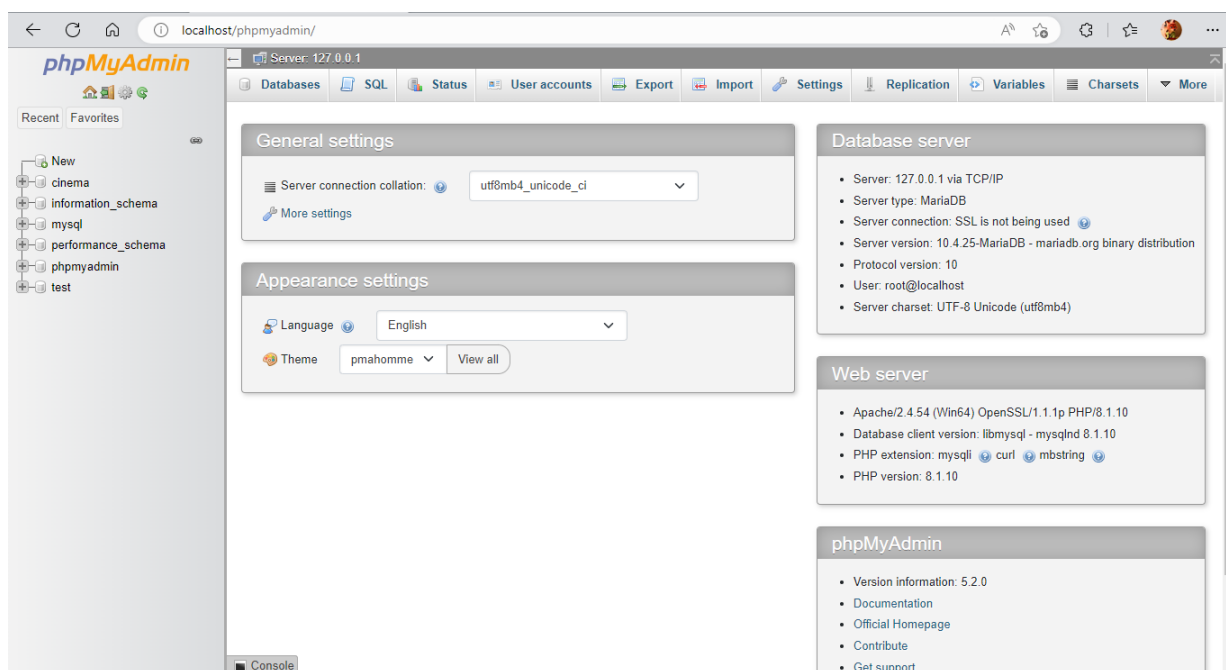 localhost/phpmyadmin/
phpMyAdmin
Recent Favorites
New
cinema
information_schema
mysql
performance_schema
phpmyadmin
test
Server: 127.0.0.1
Databases SQL Status User accounts Export Import Settings Replication Variables Charsets More
General settings
Server connection collation: utf8mb4_unicode_ci
More settings
Appearance settings
Language English
Theme pmahomme View all
Database server
Server: 127.0.0.1 via TCP/IP
Server type: MariaDB
Server connection: SSL is not being used
Server version: 10.4.25-MariaDB - mariadb.org binary distribution
Protocol version: 10
User: root@localhost
Server charset: UTF-8 Unicode (utf8mb4)
Web server
Apache/2.4.54 (Win64) OpenSSL/1.1.1p PHP/8.1.10
Database client version: libmysql - mysqlnd 8.1.10
PHP extension: mysqli curl mbstring
PHP version: 8.1.10
phpMyAdmin
Version information: 5.2.0
Documentation
Official Homepage
Contribute
Get support
Console